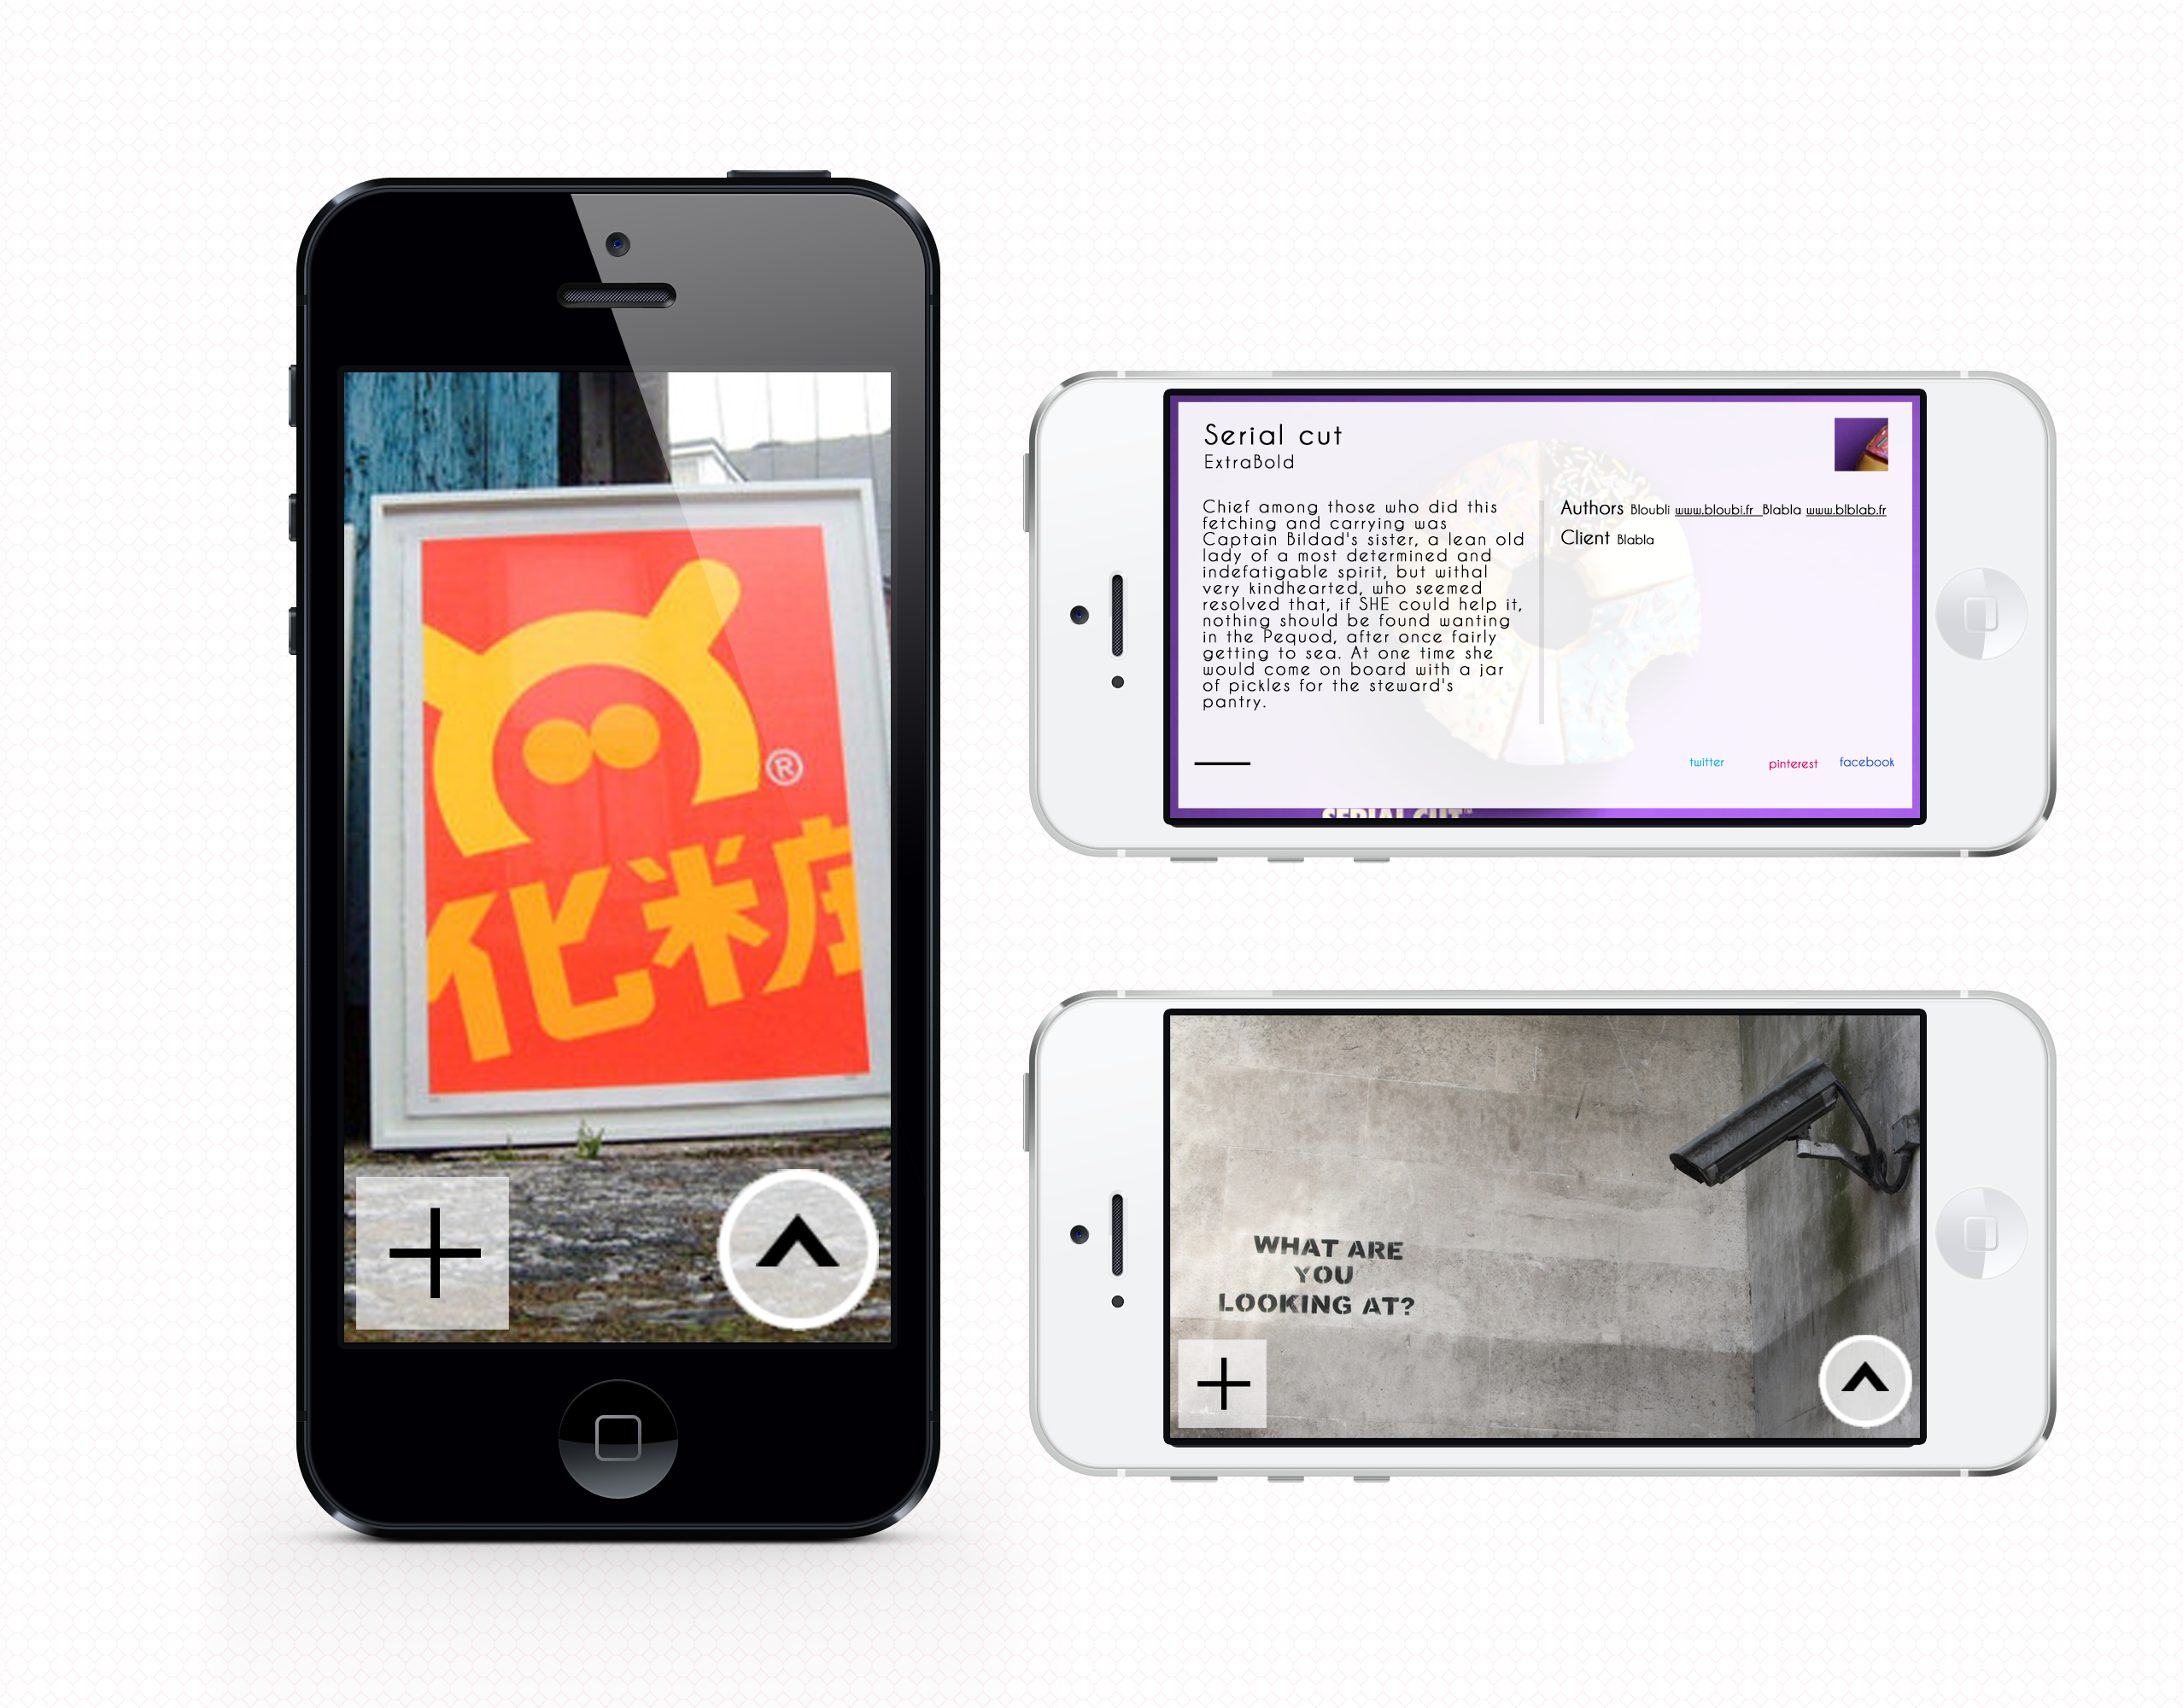 ®
化粧
Serial cut
ExtraBold
Chief among those who did this
fetching and carrying was
Captain Bildad's sister, a lean old
lady of a most determined and
indefatigable spirit, but withal
very kindhearted, who seemed
resolved that, if SHE could help it,
nothing should be found wanting
in the Pequod, after once fairly
getting to sea. At one time she
would come on board with a jar
of pickles for the steward's
pantry.
Authors Bloubli www.bloubi.fr Blabla www.blblab.fr
Client Blabla
twitter pinterest facebook
SERIAL CUT™
WHAT ARE
YOU
LOOKING AT?